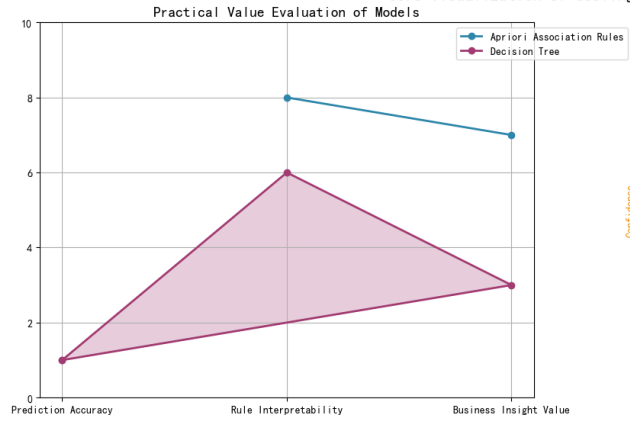 Practical Value Evaluation of Models
10
Apriori Association Rules
Decision Tree
8
6
Confidence
4
2
0
Prediction Accuracy
Rule Interpretability
Business Insight Value